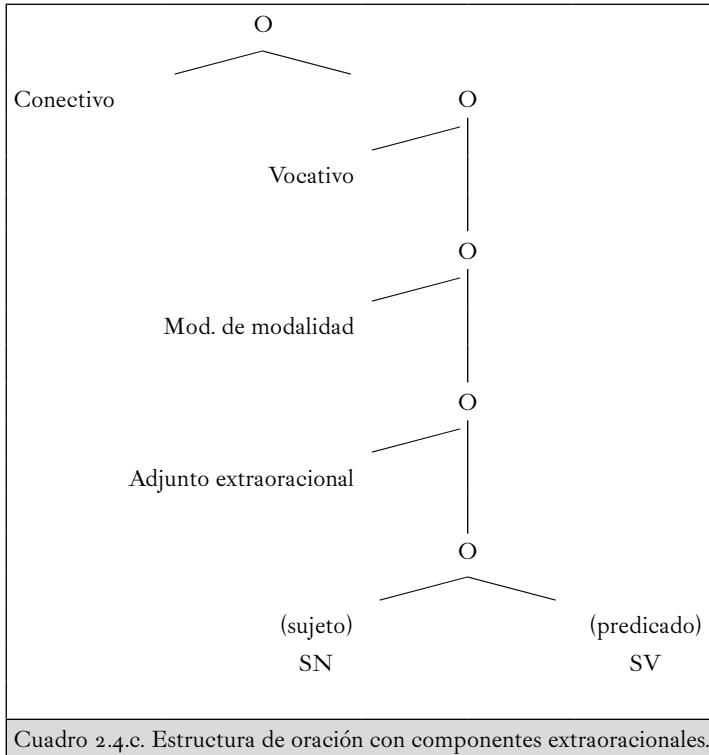 O
Conectivo O
Vocativo
O
Mod. de modalidad
O
Adjunto extraoracional
O
(sujeto) (predicado)
SN SV
Cuadro 2.4.c. Estructura de oración con componentes extraoracionales.